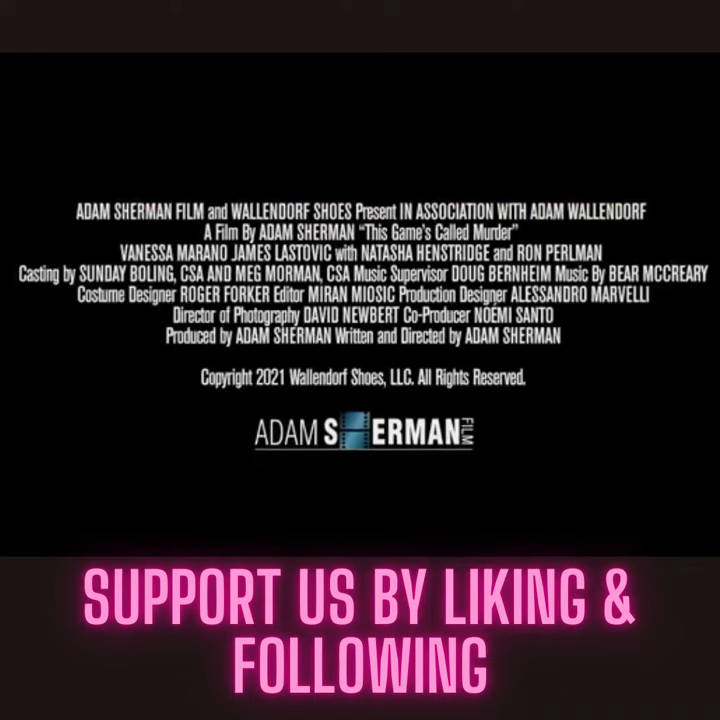 ADAM SHERMAN FILM and WALLENDORF SHOES Present IN ASSOCIATION WITH ADAM WALLENDORF
A Film By ADAM SHERMAN "This Game's Called Murder"
VANESSA MARANO JAMES LASTOVIC with NATASHA HENSTRIDGE and RON PERLMAN
Casting by SUNDAY BOLING, CSA AND MEG MORMAN, CSA Music Supervisor DOUG BERNHEIM Music By BEAR MCCREARY
Costume Designer ROGER FORKER Editor MIRAN MIOSIC Production Designer ALESSANDRO MARVELLI
Director of Photography DAVID NEWBERT Co-Producer NOÉMI SANTO
Produced by ADAM SHERMAN Written and Directed by ADAM SHERMAN
Copyright 2021 Wallendorf Shoes, LLC. All Rights Reserved.
ADAM SHERMAN FILM
SUPPORT US BY LIKING &
FOLLOWING